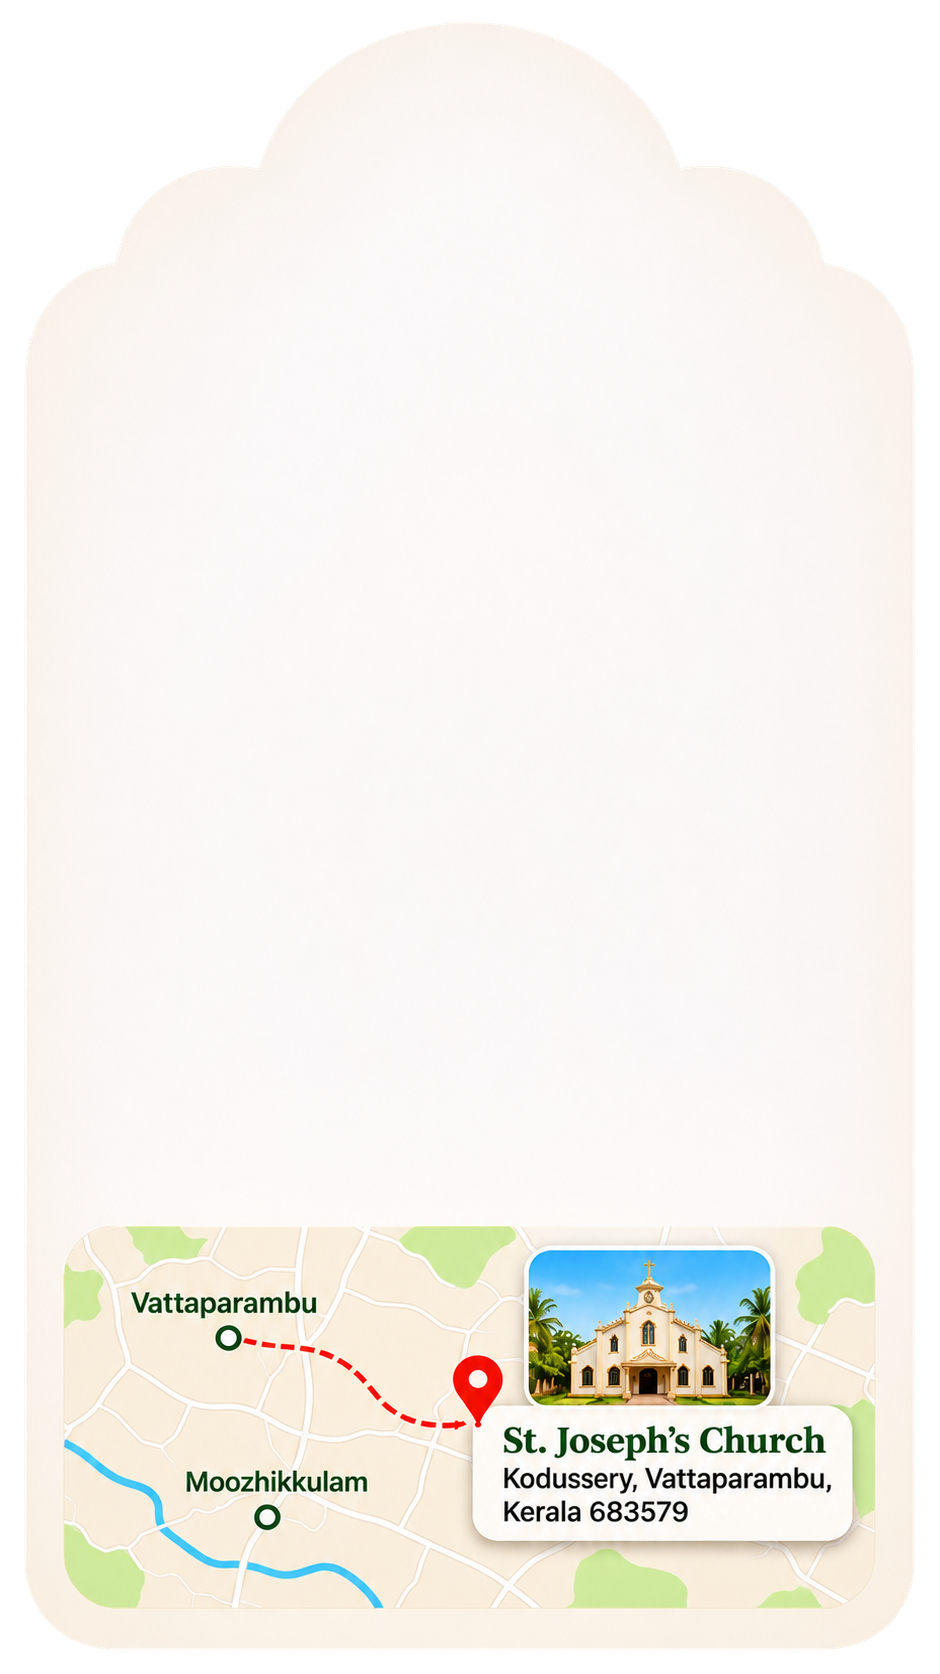 Vattaparambu
Moozhikkulam
St. Joseph’s Church
Kodussery, Vattaparambu,
Kerala 683579